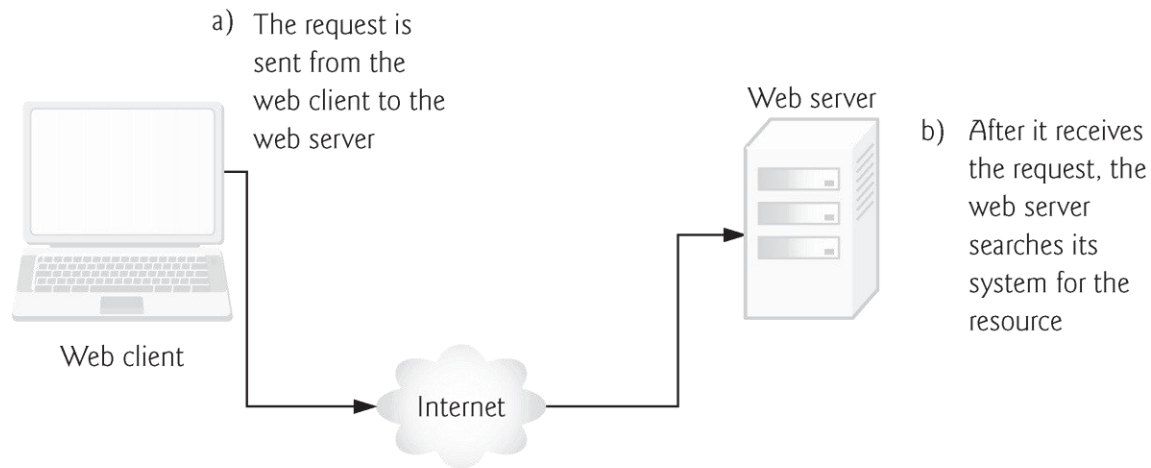 a) The request is
sent from the
web client to the
web server
Web client
Internet
Web server
b) After it receives
the request, the
web server
searches its
system for the
resource